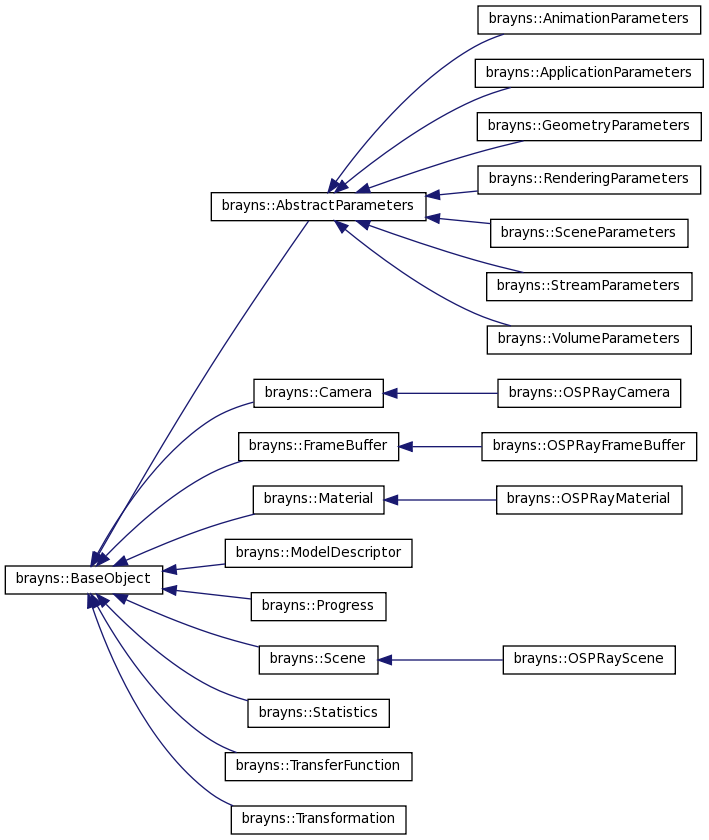 brayns::AnimationParameters
brayns::ApplicationParameters
brayns::GeometryParameters
brayns::RenderingParameters
brayns::AbstractParameters
brayns::SceneParameters
brayns::StreamParameters
brayns::VolumeParameters
brayns::Camera
brayns::OSPRayCamera
brayns::FrameBuffer
brayns::OSPRayFrameBuffer
brayns::Material
brayns::OSPRayMaterial
brayns::ModelDescriptor
brayns::BaseObject
brayns::Progress
brayns::Scene
brayns::OSPRayScene
brayns::Statistics
brayns::TransferFunction
brayns::Transformation